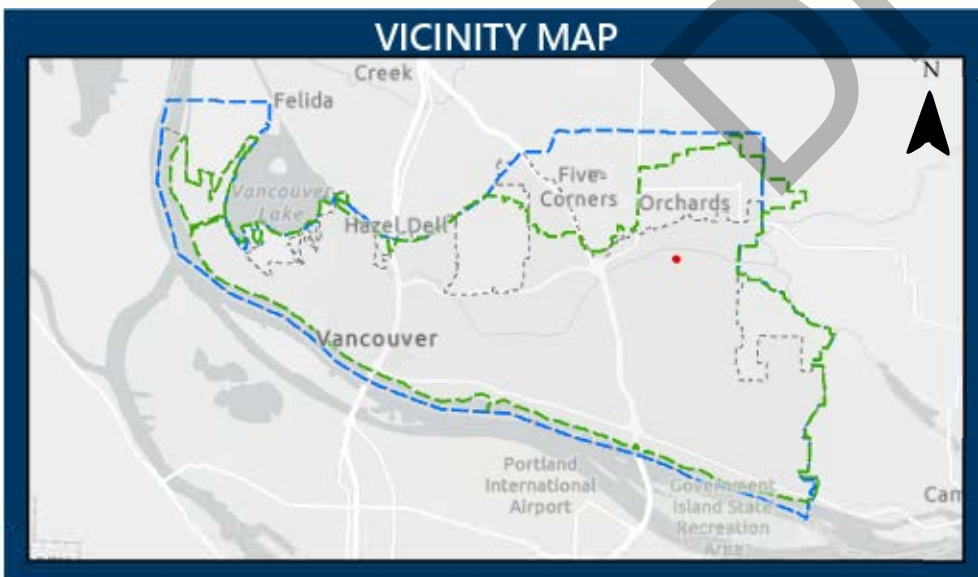 VICINITY MAP
Creek
N
Felida
Vancouver
Lake
Five
Corners
Orchards
Hazel Dell
Vancouver
Portland
International
Airport
Government
Island State
Recreation
Area
Cam